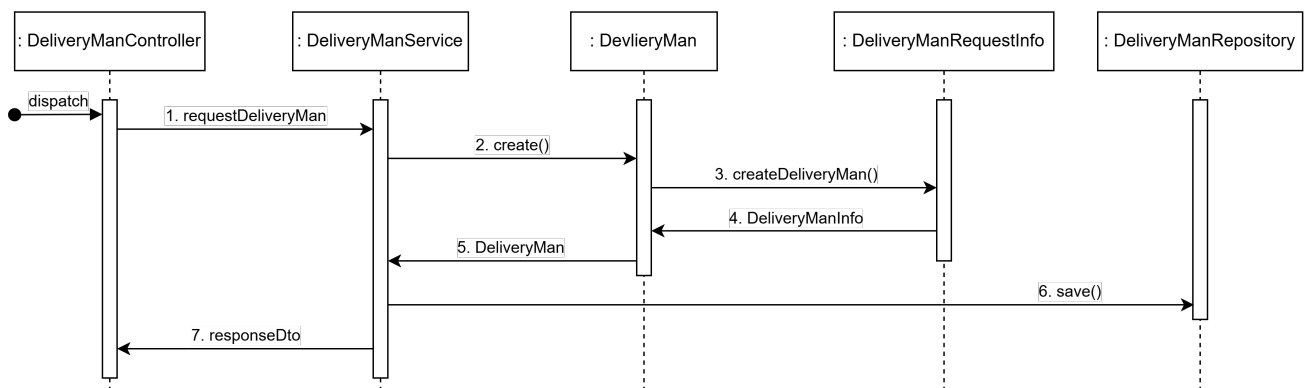 : DeliveryManController
: DeliveryManService
: DevlieryMan
: DeliveryManRequestInfo
: DeliveryManRepository
dispatch
1. requestDeliveryMan
2. create()
3. createDeliveryMan()
4. DeliveryManInfo
5. DeliveryMan
6. save()
7. responseDto